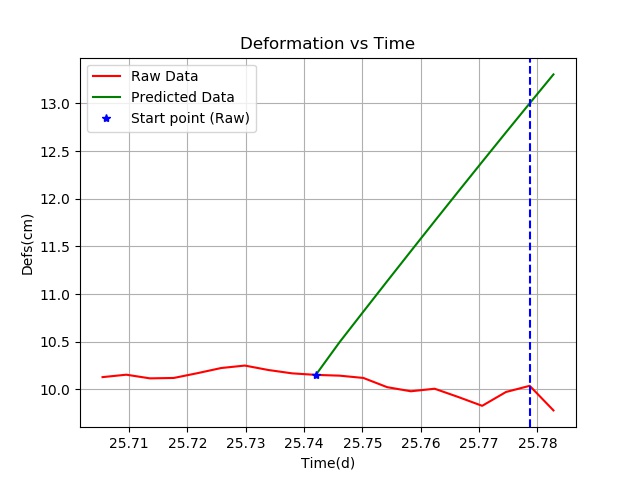 Deformation vs Time
Raw Data
Predicted Data
Start point (Raw)
Defs(cm)
13.0
12.5
12.0
11.5
11.0
10.5
10.0
25.71 25.72 25.73 25.74 25.75 25.76 25.77 25.78
Time(d)